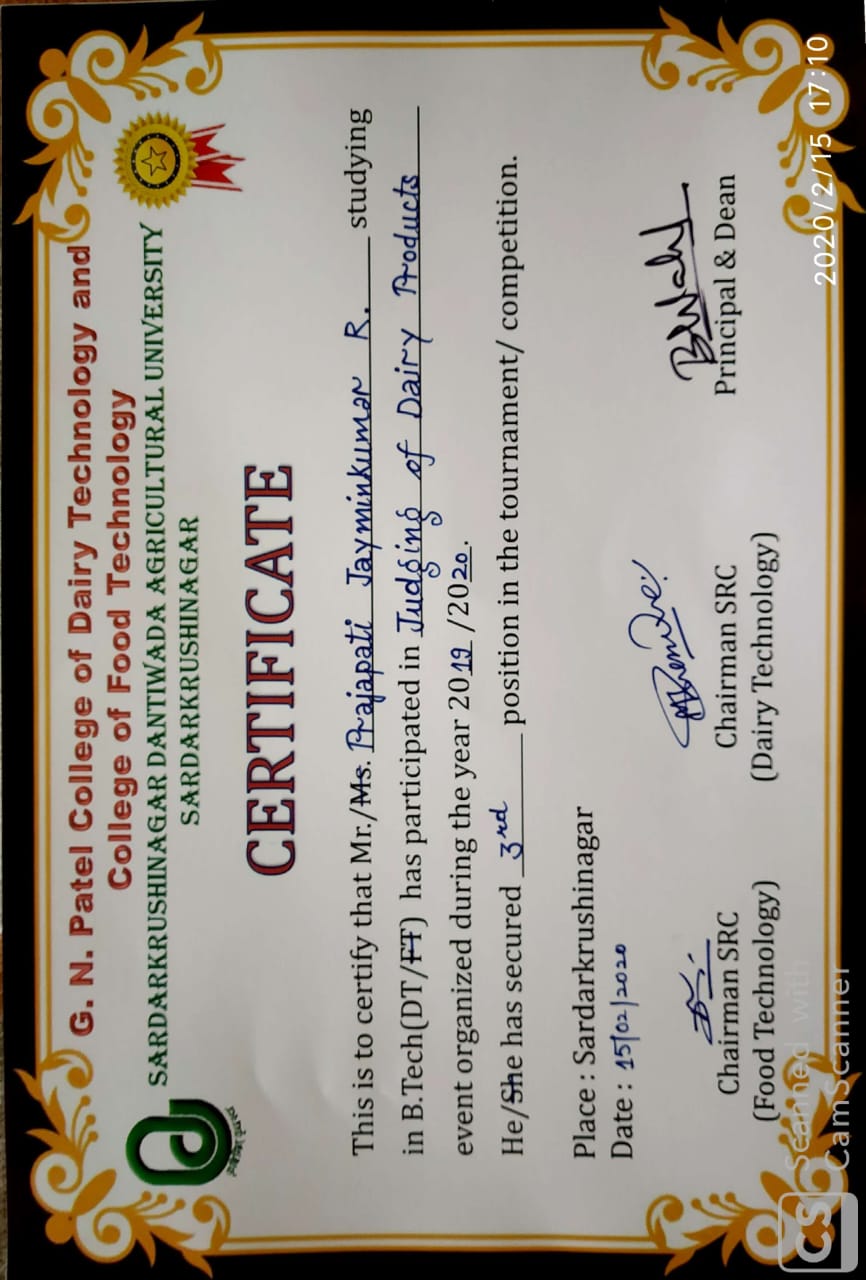 G. N. Patel College of Dairy Technology and
College of Food Technology
SARDARKRUSHINAGAR DANTIWADA AGRICULTURAL UNIVERSITY
SARDARKRUSHINAGAR
CERTIFICATE
This is to certify that Mr./Ms. Prajapati Jayminkumar R. studying
in B.Tech(DT/FT) has participated in Judging of Dairy Products
event organized during the year 2019/2020.
He/She has secured 3rd position in the tournament/ competition.
Place : Sardarkrushinagar
Date : 15/02/2020
Chairman SRC
(Food Technology)
Chairman SRC
(Dairy Technology)
Principal & Dean
2020/2/15 17:10
CS Scanned with
CamScanner